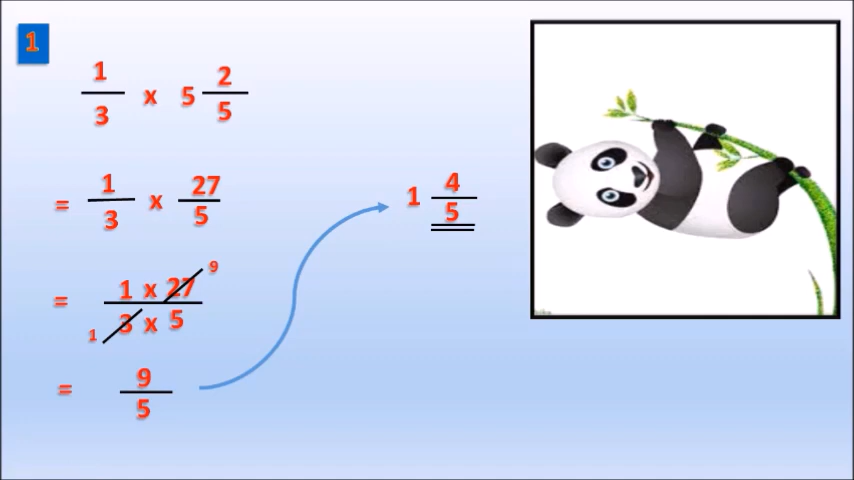 1
1/3 x 5 2/5
= 1/3 x 27/5
= 1 x 27/3 x 5 9 1
= 9/5
1 4/5